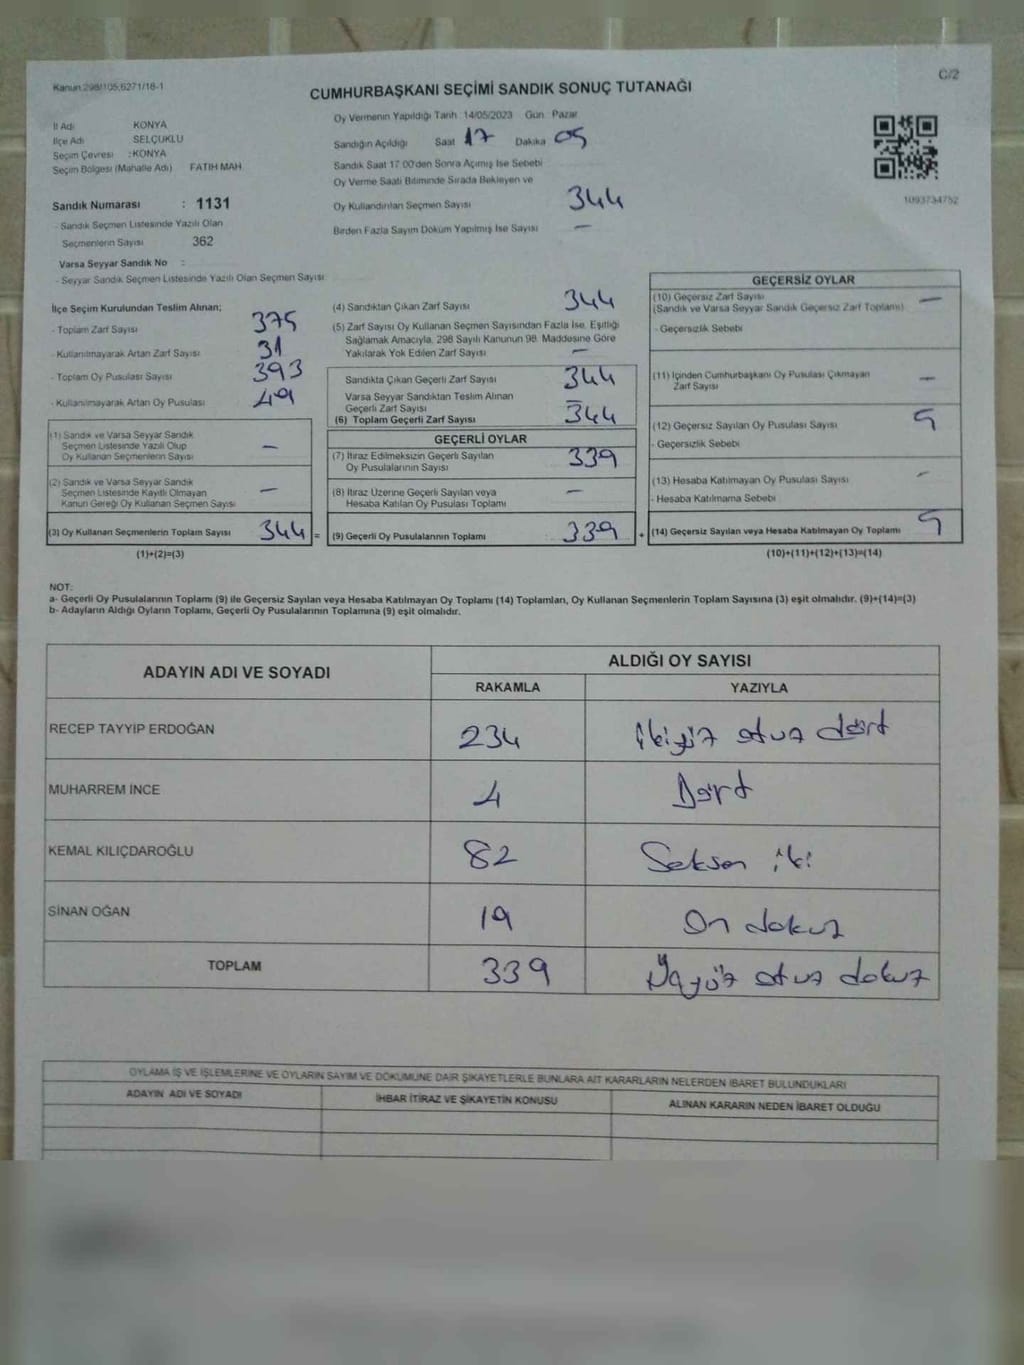 Kanun 298/105,6271/16-1
C/2
CUMHURBAŞKANI SEÇİMİ SANDIK SONUÇ TUTANAĞI
İl Adı KONYA
İlçe Adı SELÇUKLU
Seçim Çevresi :KONYA
Seçim Bölgesi (Mahalle Adı) FATİH MAH.
Sandık Numarası : 1131
- Sandık Seçmen Listesinde Yazılı Olan
Seçmenlerin Sayısı 362
Varsa Seyyar Sandık No :
- Seyyar Sandık Seçmen Listesinde Yazılı Olan Seçmen Sayısı
Oy Vermenin Yapıldığı Tarih 14/05/2023 Gün Pazar
Sandığın Açıldığı Saat 17 Dakika 05
Sandık Saat 17.00'den Sonra Açılmış İse Sebebi
Oy Verme Saati Bitiminde Sırada Bekleyen ve
Oy Kullandırılan Seçmen Sayısı 344
Birden Fazla Sayım Döküm Yapılmış İse Sayısı –
1093734752
İlçe Seçim Kurulundan Teslim Alınan;
- Toplam Zarf Sayısı 375
- Kullanılmayarak Artan Zarf Sayısı 31
- Toplam Oy Pusulası Sayısı 393
- Kullanılmayarak Artan Oy Pusulası 49
(1) Sandık ve Varsa Seyyar Sandık
Seçmen Listesinde Yazılı Olup
Oy Kullanan Seçmenlerin Sayısı –
(2) Sandık ve Varsa Seyyar Sandık
Seçmen Listesinde Kayıtlı Olmayan
Kanun Gereği Oy Kullanan Seçmen Sayısı –
(3) Oy Kullanan Seçmenlerin Toplam Sayısı 344 =
(1)+(2)=(3)
(4) Sandıktan Çıkan Zarf Sayısı 344
(5) Zarf Sayısı Oy Kullanan Seçmen Sayısından Fazla İse, Eşitliği
Sağlamak Amacıyla, 298 Sayılı Kanunun 98. Maddesine Göre
Yakılarak Yok Edilen Zarf Sayısı –
Sandıkta Çıkan Geçerli Zarf Sayısı 344
Varsa Seyyar Sandıktan Teslim Alınan
Geçerli Zarf Sayısı –
(6) Toplam Geçerli Zarf Sayısı 344
GEÇERLİ OYLAR
(7) İtiraz Edilmeksizin Geçerli Sayılan
Oy Pusulalarının Sayısı 339
(8) İtiraz Üzerine Geçerli Sayılan veya
Hesaba Katılan Oy Pusulası Toplamı –
(9) Geçerli Oy Pusulalarının Toplamı : 339 +
GEÇERSİZ OYLAR
(10) Geçersiz Zarf Sayısı
(Sandık ve Varsa Seyyar Sandık Geçersiz Zarf Toplamı) –
- Geçersizlik Sebebi
(11) İçinden Cumhurbaşkanı Oy Pusulası Çıkmayan
Zarf Sayısı –
(12) Geçersiz Sayılan Oy Pusulası Sayısı 5
- Geçersizlik Sebebi
(13) Hesaba Katılmayan Oy Pusulası Sayısı –
- Hesaba Katılmama Sebebi
(14) Geçersiz Sayılan veya Hesaba Katılmayan Oy Toplamı 5
(10)+(11)+(12)+(13)=(14)
NOT:
a- Geçerli Oy Pusulalarının Toplamı (9) ile Geçersiz Sayılan veya Hesaba Katılmayan Oy Toplamı (14) Toplamları, Oy Kullanan Seçmenlerin Toplam Sayısına (3) eşit olmalıdır. (9)+(14)=(3)
b- Adayların Aldığı Oyların Toplamı, Geçerli Oy Pusulalarının Toplamına (9) eşit olmalıdır.
ADAYIN ADI VE SOYADI ALDIĞI OY SAYISI
RAKAMLA YAZIYLA
RECEP TAYYİP ERDOĞAN 234 ikiyüz otuz dört
MUHARREM İNCE 4 Dört
KEMAL KILIÇDAROĞLU 82 Seksen iki
SİNAN OĞAN 19 On dokuz
TOPLAM 339 Üçyüz otuz dokuz
OYLAMA İŞ VE İŞLEMLERİNE VE OYLARIN SAYIM VE DÖKÜMÜNE DAİR ŞİKAYETLERLE BUNLARA AİT KARARLARIN NELERDEN İBARET BULUNDUKLARI
ADAYIN ADI VE SOYADI İHBAR İTİRAZ VE ŞİKAYETİN KONUSU ALINAN KARARIN NEDEN İBARET OLDUĞU